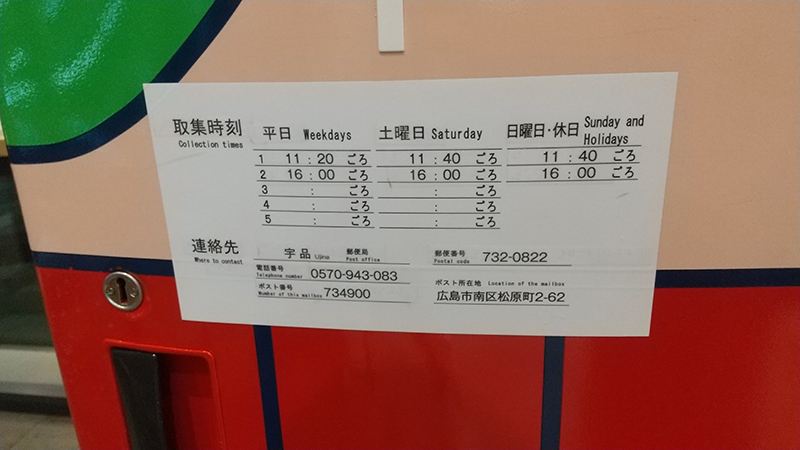 取集時刻 平日 Weekdays 土曜日 Saturday 日曜日・休日 Sunday and Holidays
Collection times
1 11:20 ごろ 11:40 ごろ 11:40 ごろ
2 16:00 ごろ 16:00 ごろ 16:00 ごろ
3 : ごろ : ごろ
4 : ごろ : ごろ
5 : ごろ : ごろ
連絡先 宇品 Ujina 郵便局 Post office 郵便番号 Postal code 732-0822
Where to contact
電話番号 Telephone number 0570-943-083
ポスト番号 Number of this mailbox 734900
ポスト所在地 Location of the mailbox
広島市南区松原町2-62